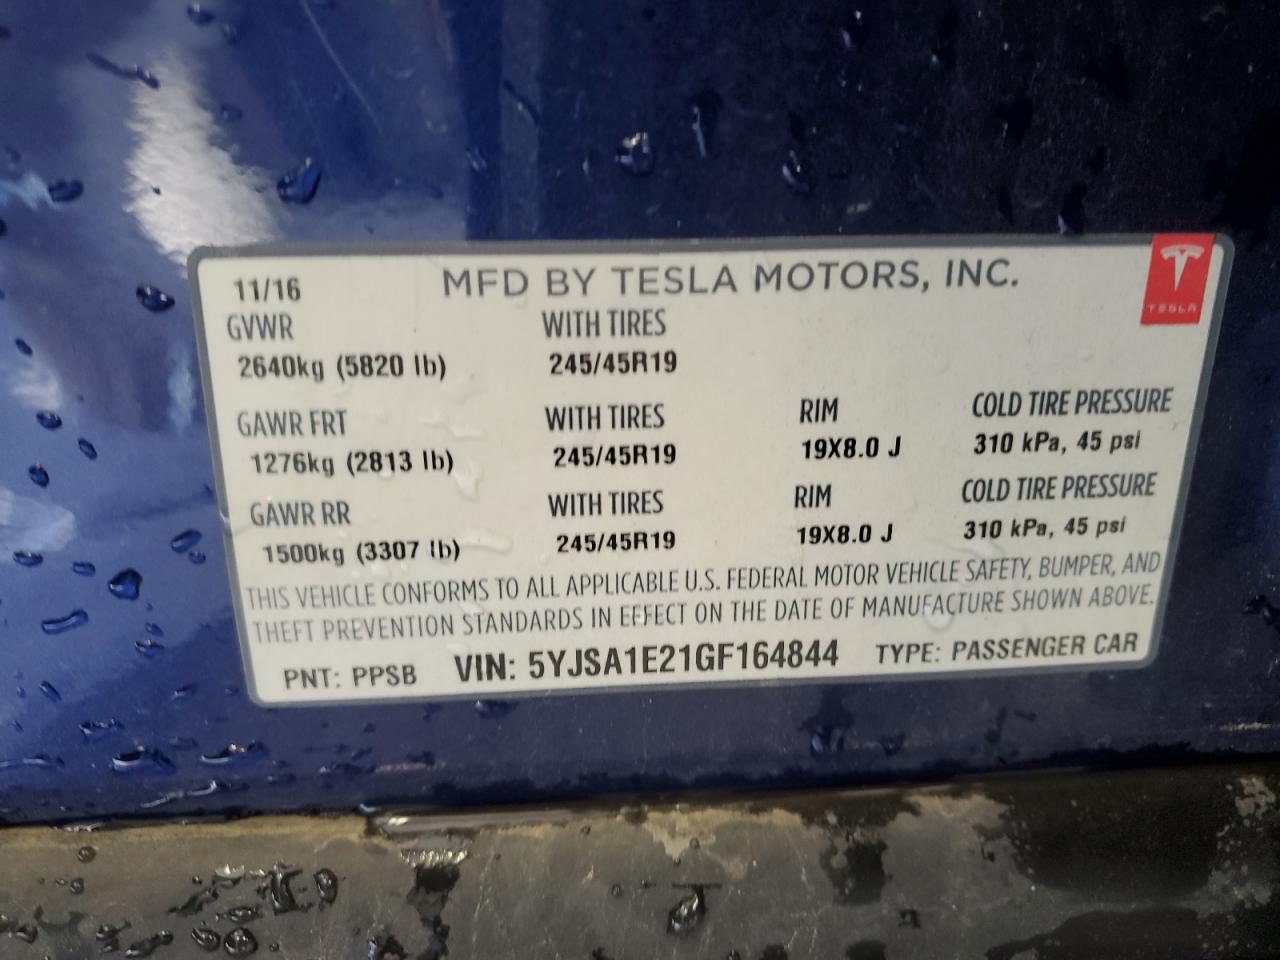 11/16 MFD BY TESLA MOTORS, INC.
TESLA
GVWR WITH TIRES
2640kg (5820 lb) 245/45R19
GAWR FRT WITH TIRES RIM COLD TIRE PRESSURE
1276kg (2813 lb) 245/45R19 19X8.0 J 310 kPa, 45 psi
GAWR RR WITH TIRES RIM COLD TIRE PRESSURE
1500kg (3307 lb) 245/45R19 19X8.0 J 310 kPa, 45 psi
THIS VEHICLE CONFORMS TO ALL APPLICABLE U.S. FEDERAL MOTOR VEHICLE SAFETY, BUMPER, AND
THEFT PREVENTION STANDARDS IN EFFECT ON THE DATE OF MANUFACTURE SHOWN ABOVE.
PNT: PPSB VIN: 5YJSA1E21GF164844 TYPE: PASSENGER CAR